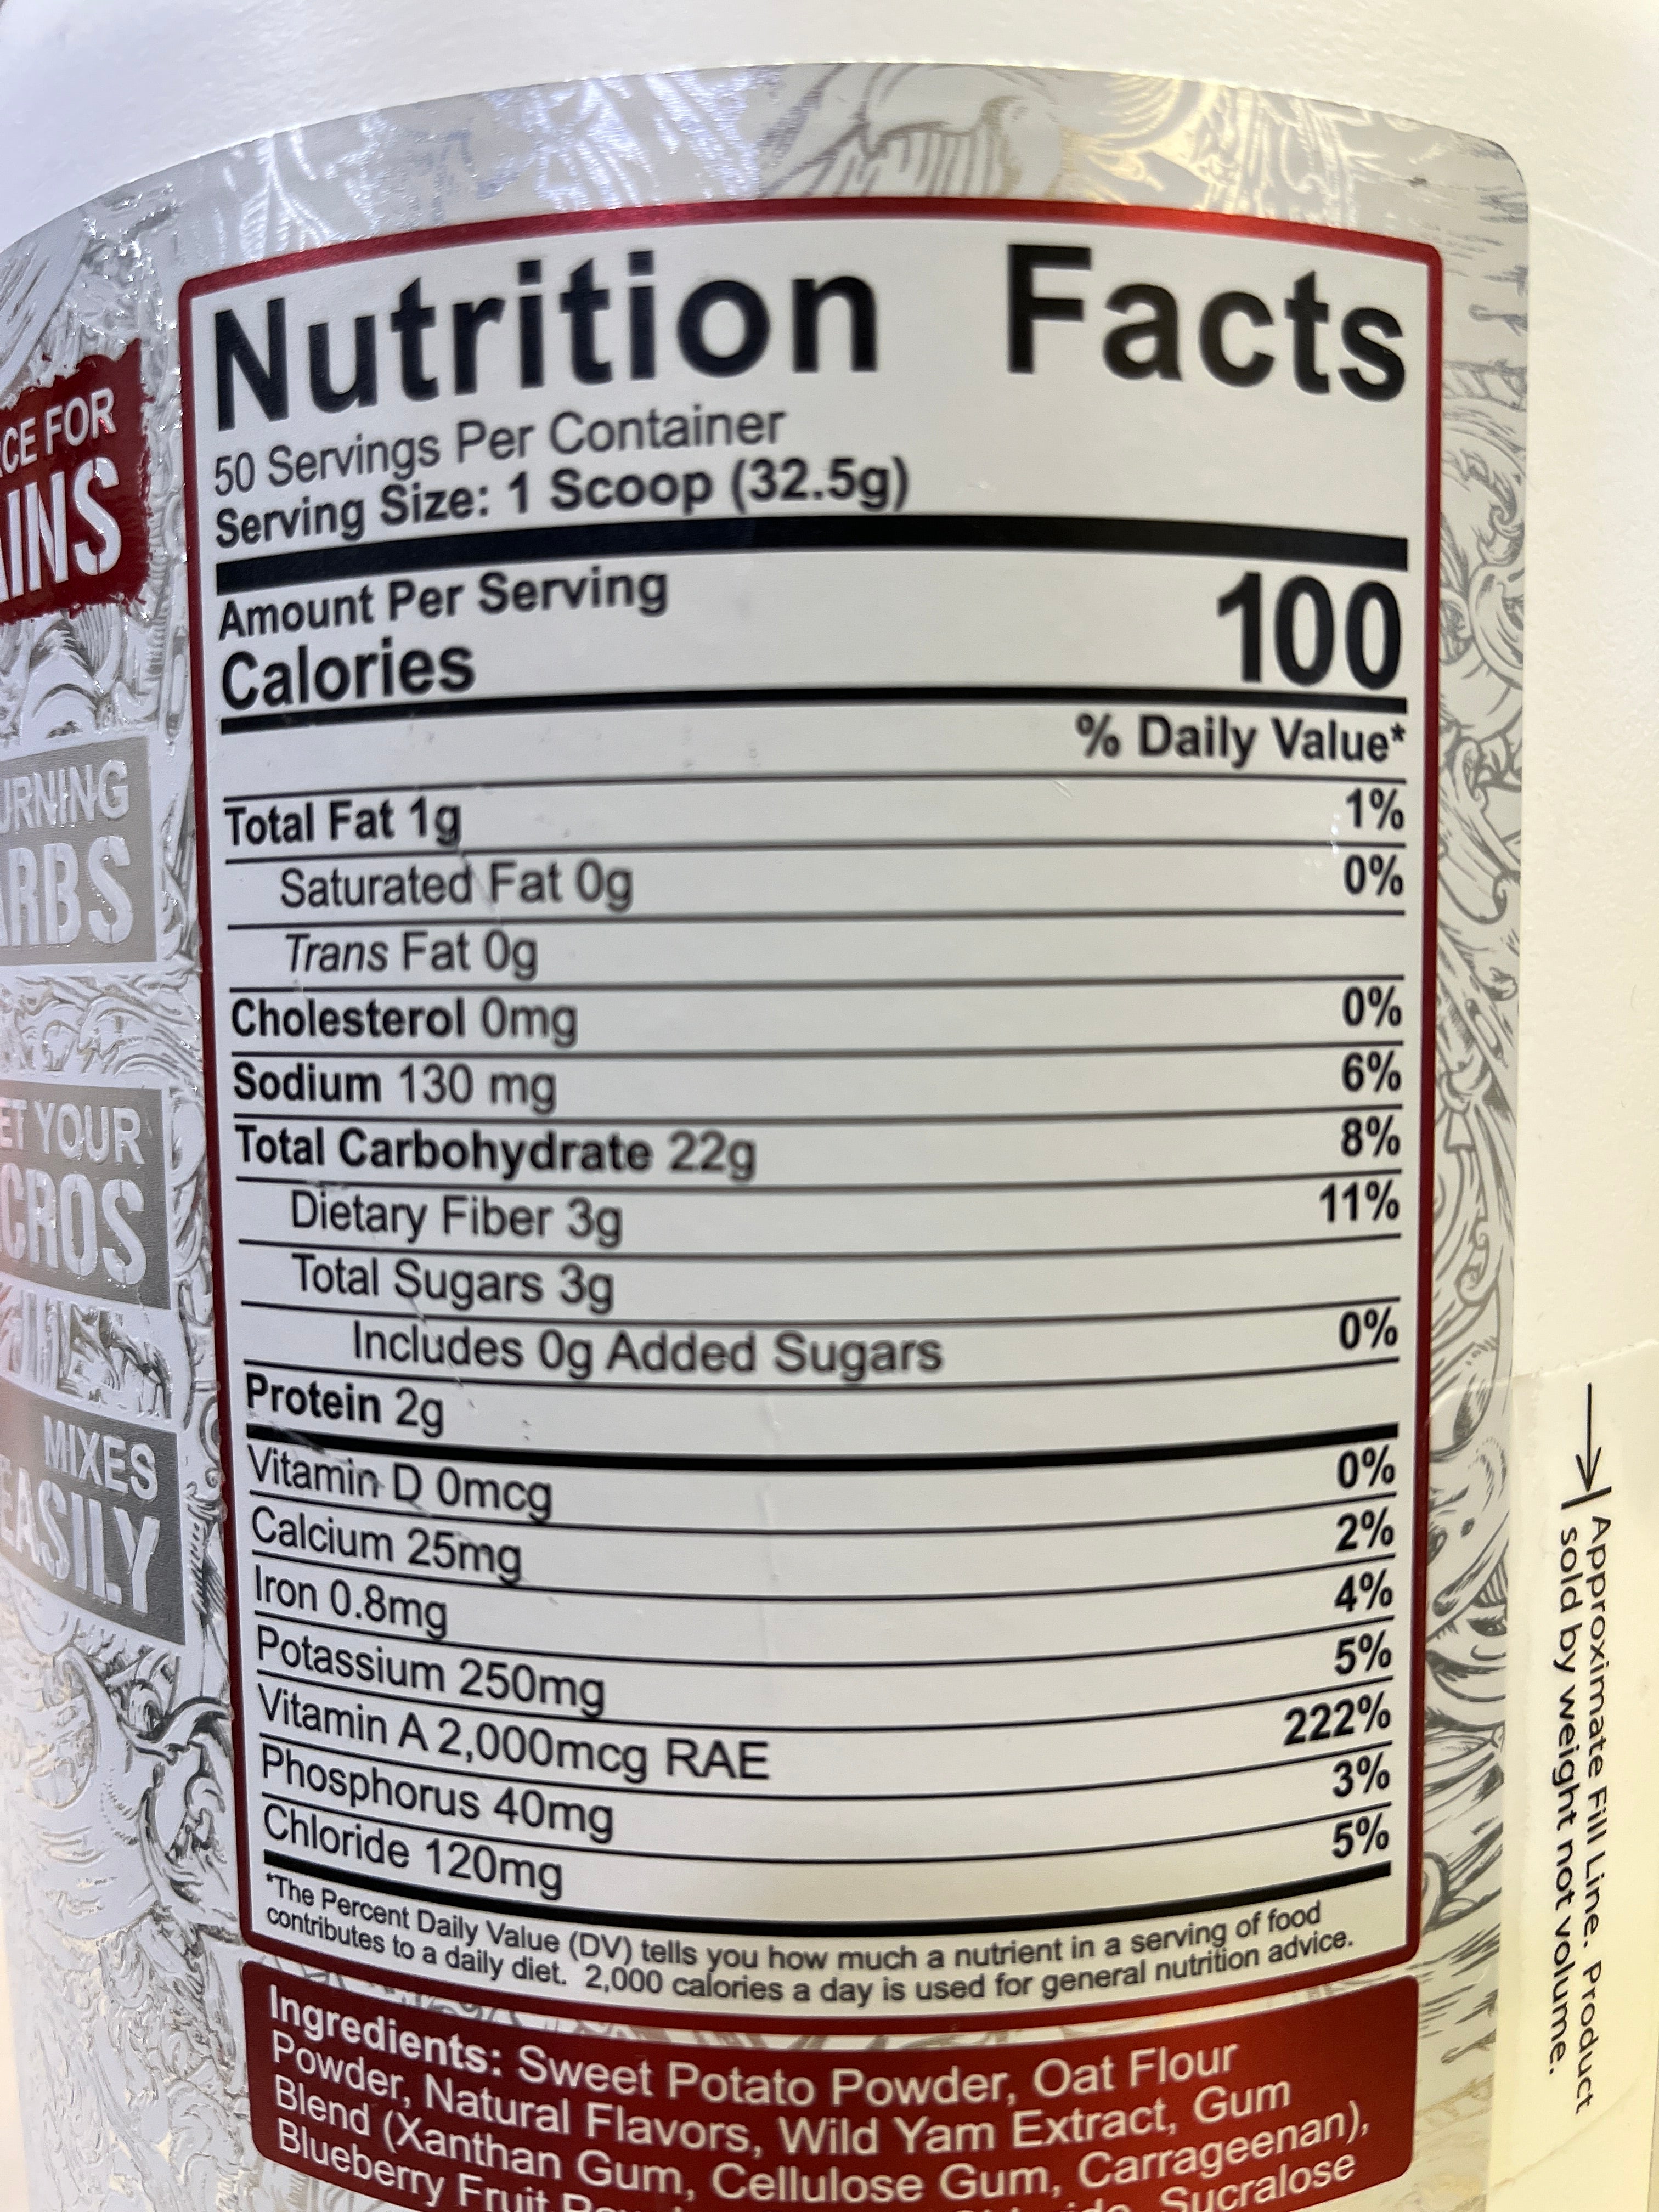 CE FOR
INS
URNING
RBS
ET YOUR
CROS
MIXES
EASILY
Nutrition Facts
50 Servings Per Container
Serving Size: 1 Scoop (32.5g)
Amount Per Serving
Calories 100
% Daily Value*
Total Fat 1g 1%
Saturated Fat 0g 0%
Trans Fat 0g
Cholesterol 0mg 0%
Sodium 130 mg 6%
Total Carbohydrate 22g 8%
Dietary Fiber 3g 11%
Total Sugars 3g
Includes 0g Added Sugars 0%
Protein 2g
Vitamin D 0mcg 0%
Calcium 25mg 2%
Iron 0.8mg 4%
Potassium 250mg 5%
Vitamin A 2,000mcg RAE 222%
Phosphorus 40mg 3%
Chloride 120mg 5%
*The Percent Daily Value (DV) tells you how much a nutrient in a serving of food
contributes to a daily diet. 2,000 calories a day is used for general nutrition advice.
Ingredients: Sweet Potato Powder, Oat Flour
Powder, Natural Flavors, Wild Yam Extract, Gum
Blend (Xanthan Gum, Cellulose Gum, Carrageenan),
Blueberry Fruit Sucralose
Approximate Fill Line. Product
sold by weight not volume.